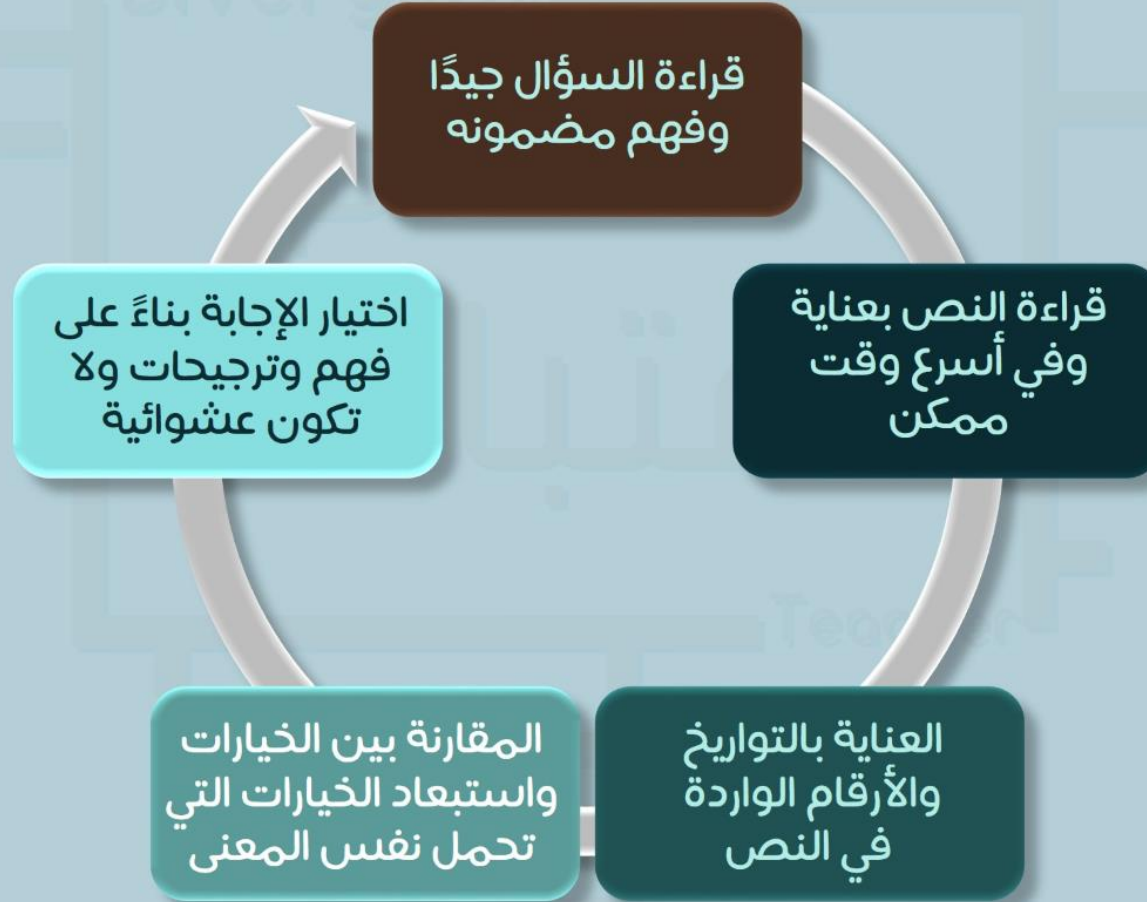 قراءة السؤال جيدًا
وفهم مضمونه
قراءة النص بعناية
وفي أسرع وقت
ممكن
العناية بالتواريخ
والأرقام الواردة
في النص
المقارنة بين الخيارات
واستبعاد الخيارات التي
تحمل نفس المعنى
اختيار الإجابة بناءً على
فهم وترجيحات ولا
تكون عشوائية